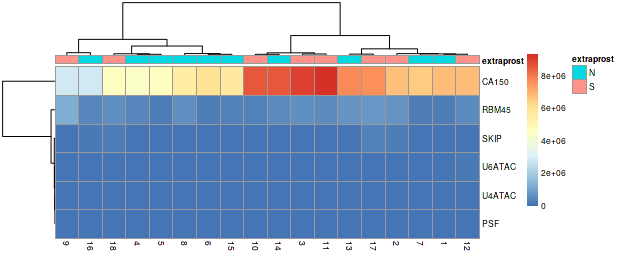 extraprost
extraprost
N
S
CA150
RBM45
SKIP
U6ATAC
U4ATAC
PSF
8e+06
6e+06
4e+06
2e+06
0
9 16 18 4 5 8 6 15 10 14 3 11 13 17 2 7 1 12